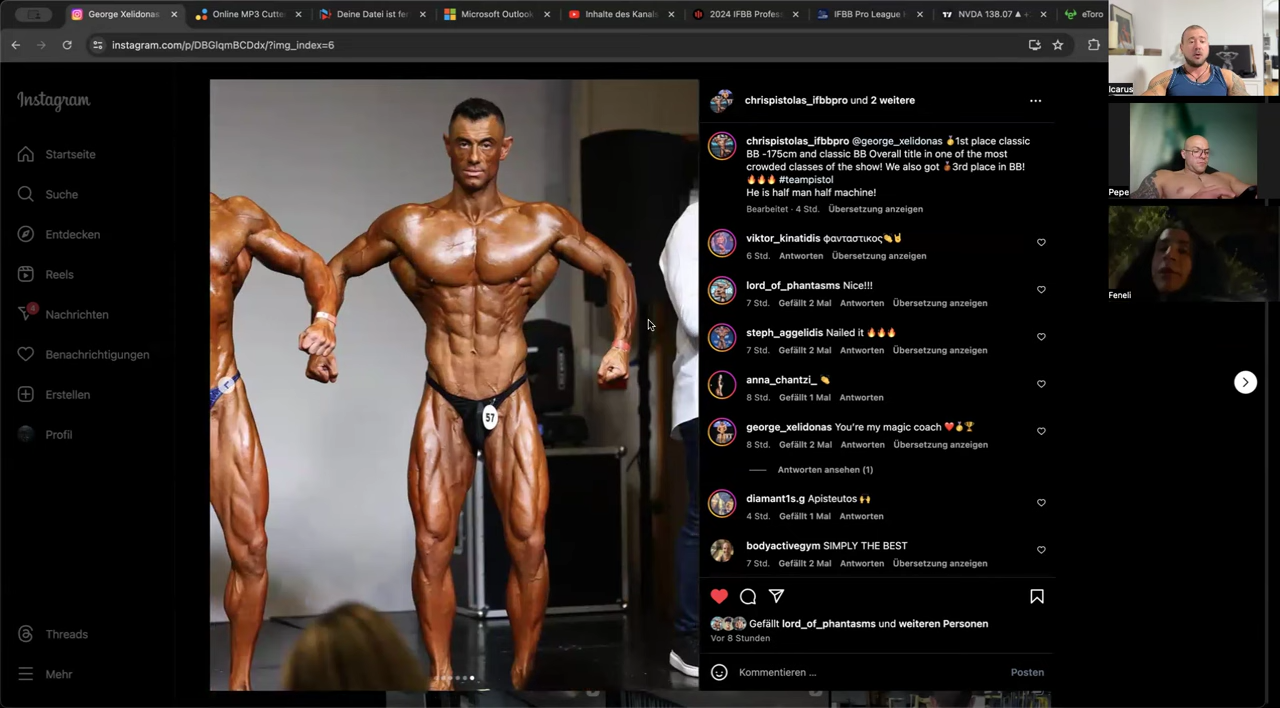 George Xelidonas
Online MP3 Cutte
Deine Datei ist fer
Microsoft Outlook
Inhalte des Kanals
2024 IFBB Profess
IFBB Pro League
NVDA 138.07 ▲ +
eToro
instagram.com/p/DBGlqmBCDdx/?img_index=6
Instagram
Startseite
Suche
Entdecken
Reels
4
Nachrichten
Benachrichtigungen
Erstellen
Profil
Threads
Mehr
57
chrispistolas_ifbbpro und 2 weitere
chrispistolas_ifbbpro @george_xelidonas 🥇1st place classic
BB -175cm and classic BB Overall title in one of the most
crowded classes of the show! We also got 🥉3rd place in BB!
🔥🔥🔥 #teampistol
He is half man half machine!
Bearbeitet · 4 Std. Übersetzung anzeigen
viktor_kinatidis φανταστικος👏🤘
6 Std. Antworten Übersetzung anzeigen
lord_of_phantasms Nice!!!
7 Std. Gefällt 2 Mal Antworten Übersetzung anzeigen
steph_aggelidis Nailed it 🔥🔥🔥
7 Std. Gefällt 2 Mal Antworten Übersetzung anzeigen
anna_chantzi_ 👏
8 Std. Gefällt 1 Mal Antworten
george_xelidonas You're my magic coach ❤️🥇🏆
8 Std. Gefällt 2 Mal Antworten Übersetzung anzeigen
Antworten ansehen (1)
diamant1s.g Apisteutos 🙌
4 Std. Gefällt 1 Mal Antworten
bodyactivegym SIMPLY THE BEST
7 Std. Gefällt 2 Mal Antworten Übersetzung anzeigen
Gefällt lord_of_phantasms und weiteren Personen
Vor 8 Stunden
Kommentieren ...
Posten
Icarus
Pepe
Feneli